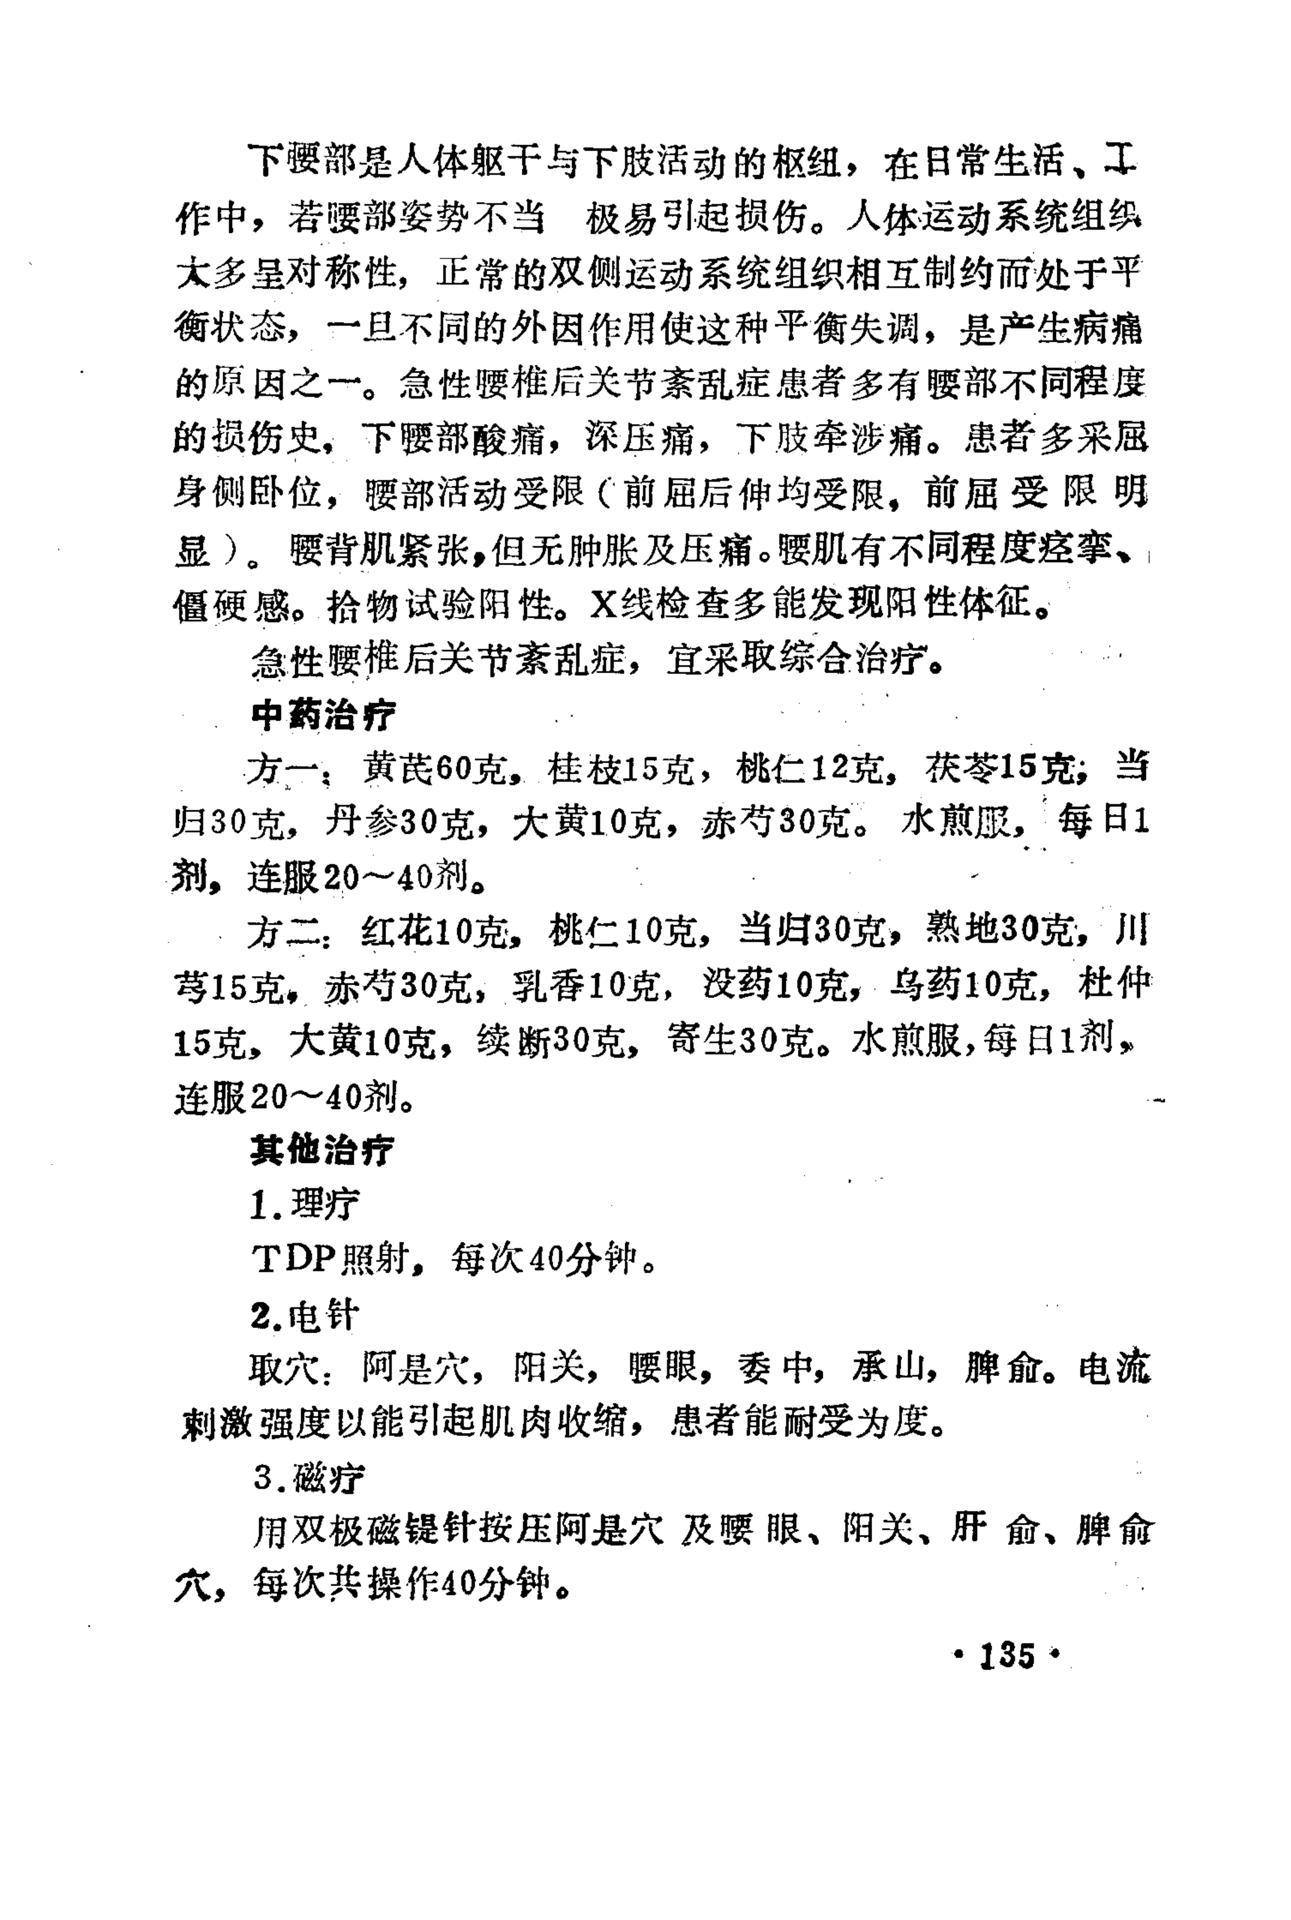 下腰部是人体躯干与下肢活动的枢纽，在日常生活、工
作中，若腰部姿势不当　极易引起损伤。人体运动系统组织
大多呈对称性，正常的双侧运动系统组织相互制约而处于平
衡状态，一旦不同的外因作用使这种平衡失调，是产生病痛
的原因之一。急性腰椎后关节紊乱症患者多有腰部不同程度
的损伤史，下腰部酸痛，深压痛，下肢牵涉痛。患者多采屈
身侧卧位，腰部活动受限（前屈后伸均受限，前屈受限明
显）。腰背肌紧张，但无肿胀及压痛。腰肌有不同程度痉挛、
僵硬感。拾物试验阳性。X线检查多能发现阳性体征。
急性腰椎后关节紊乱症，宜采取综合治疗。
中药治疗
方一：黄芪60克，桂枝15克，桃仁12克，茯苓15克，当
归30克，丹参30克，大黄10克，赤芍30克。水煎服，每日1
剂，连服20～40剂。
方二：红花10克，桃仁10克，当归30克，熟地30克，川
芎15克，赤芍30克，乳香10克，没药10克，乌药10克，杜仲
15克，大黄10克，续断30克，寄生30克。水煎服，每日1剂，
连服20～40剂。
其他治疗
1.理疗
TDP照射，每次40分钟。
2.电针
取穴：阿是穴，阳关，腰眼，委中，承山，脾俞。电流
刺激强度以能引起肌肉收缩，患者能耐受为度。
3.磁疗
用双极磁锟针按压阿是穴及腰眼、阳关、肝俞、脾俞
穴，每次共操作40分钟。
·135·